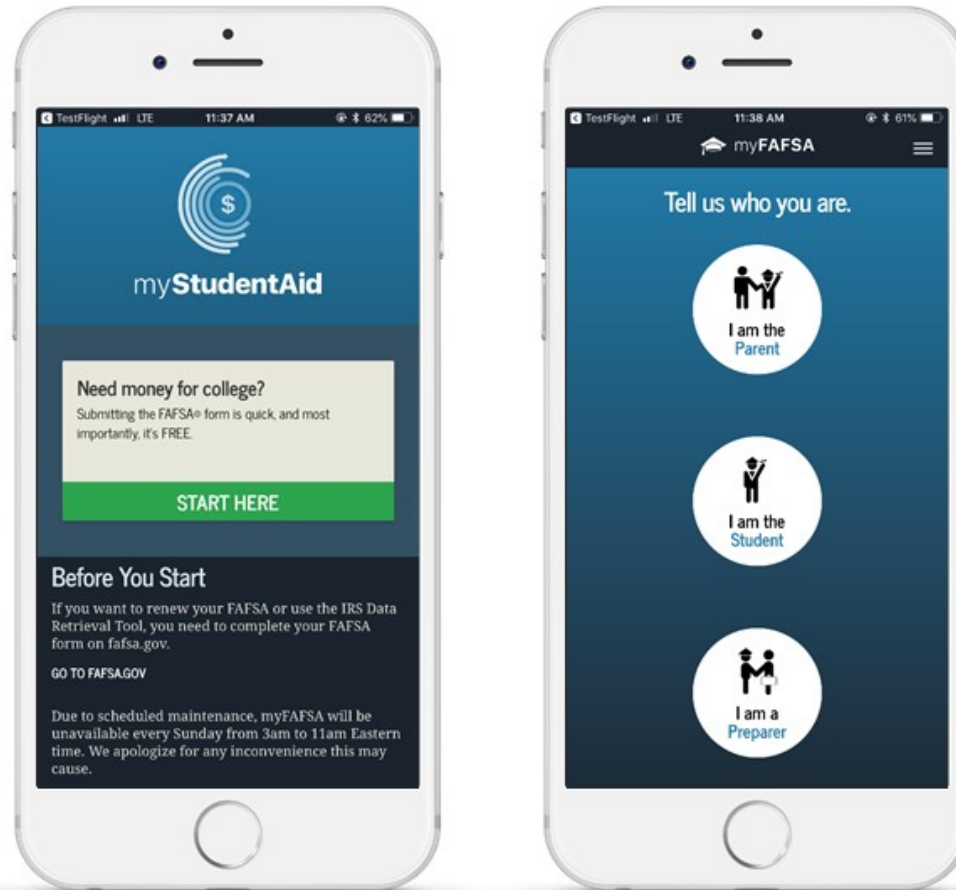 TestFlight LTE 11:37 AM 62%
$
myStudentAid
Need money for college?
Submitting the FAFSA® form is quick, and most
importantly, it's FREE.
START HERE
Before You Start
If you want to renew your FAFSA or use the IRS Data
Retrieval Tool, you need to complete your FAFSA
form on fafsa.gov.
GO TO FAFSA.GOV
Due to scheduled maintenance, myFAFSA will be
unavailable every Sunday from 3am to 11am Eastern
time. We apologize for any inconvenience this may
cause.
TestFlight LTE 11:38 AM 61%
myFAFSA
Tell us who you are.
I am the
Parent
I am the
Student
I am a
Preparer